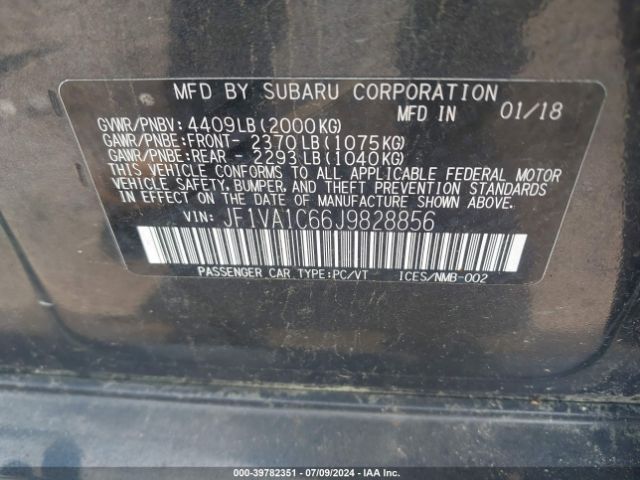 MFD BY SUBARU CORPORATION
MFD IN 01/18
GVWR/PNBV: 4409LB(2000KG)
GAWR/PNBE:FRONT- 2370LB(1075KG)
GAWR/PNBE:REAR - 2293LB(1040KG)
THIS VEHICLE CONFORMS TO ALL APPLICABLE FEDERAL MOTOR
VEHICLE SAFETY, BUMPER, AND THEFT PREVENTION STANDARDS
IN EFFECT ON THE DATE OF MANUFACTURE SHOWN ABOVE.
VIN: JF1VA1C66J9828856
PASSENGER CAR TYPE:PC/VT ICES/NMB-002
000-39782351 - 07/09/2024 - IAA Inc.